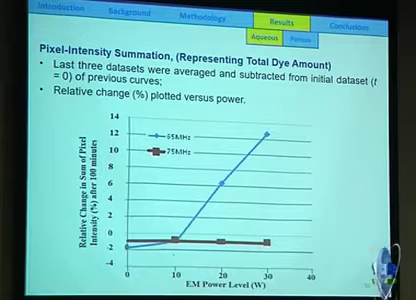 Introduction
Background
Methodology
Results
Conclusions
Aqueous
Porous
Pixel-Intensity Summation, (Representing Total Dye Amount)
• Last three datasets were averaged and subtracted from initial dataset (t
= 0) of previous curves;
• Relative change (%) plotted versus power.
Relative Change in Sum of Pixel
Intensity (%) after 100 minutes
14
12
10
8
6
4
2
0
-2
-4
65MHz
75MHz
0 10 20 30 40
EM Power Level (W)